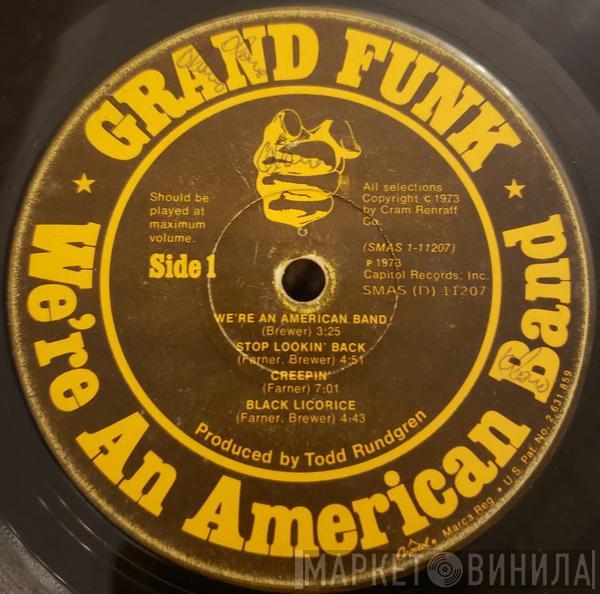 GRAND FUNK
Should be
played at
maximum
volume.
Side 1
All selections
Copyright c 1973
by Cram Renraff
Co.
(SMAS 1-11207)
P 1973
Capitol Records, Inc.
SMAS (D) 11207
WE'RE AN AMERICAN BAND
(Brewer) 3:25
STOP LOOKIN' BACK
(Farner, Brewer) 4:51
CREEPIN'
(Farner) 7:01
BLACK LICORICE
(Farner, Brewer) 4:43
Produced by Todd Rundgren
We're An American Band
Capitol • Marca Reg. • U.S. Pat. No. 2,631,859
МАРКЕТ ВИНИЛА